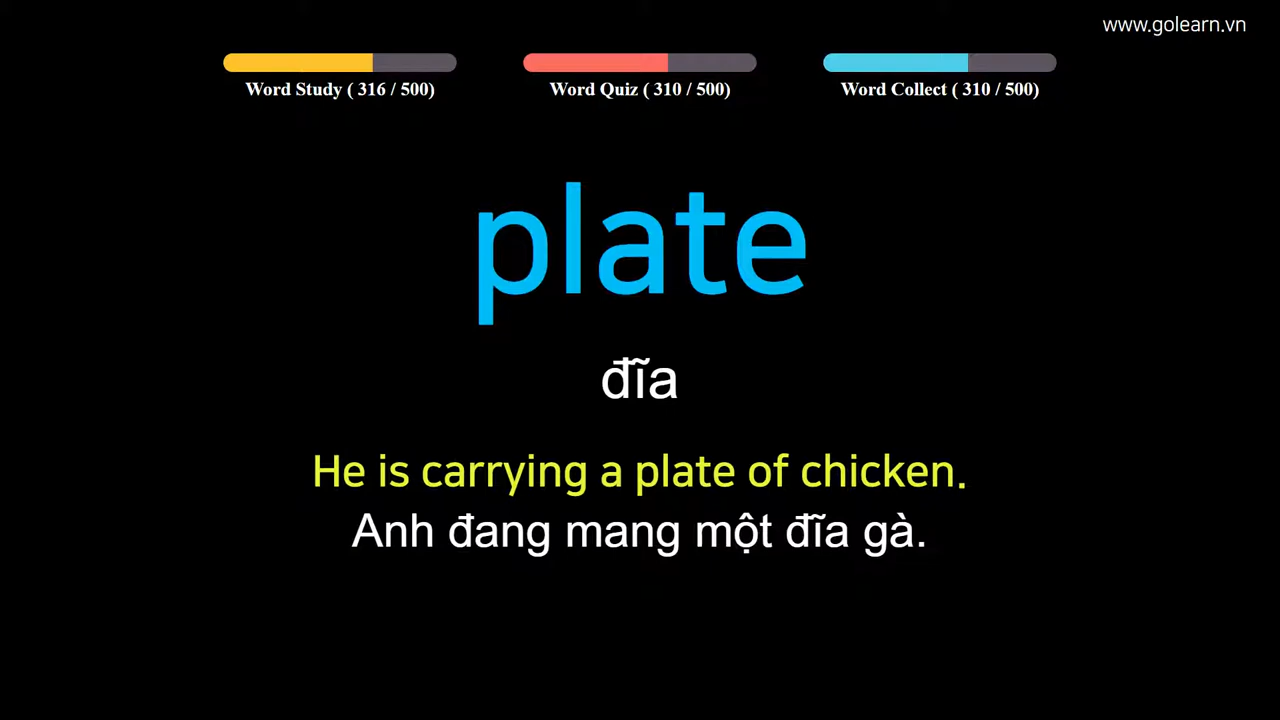 www.golearn.vn
Word Study ( 316 / 500)
Word Quiz ( 310 / 500)
Word Collect ( 310 / 500)
plate
đĩa
He is carrying a plate of chicken.
Anh đang mang một đĩa gà.